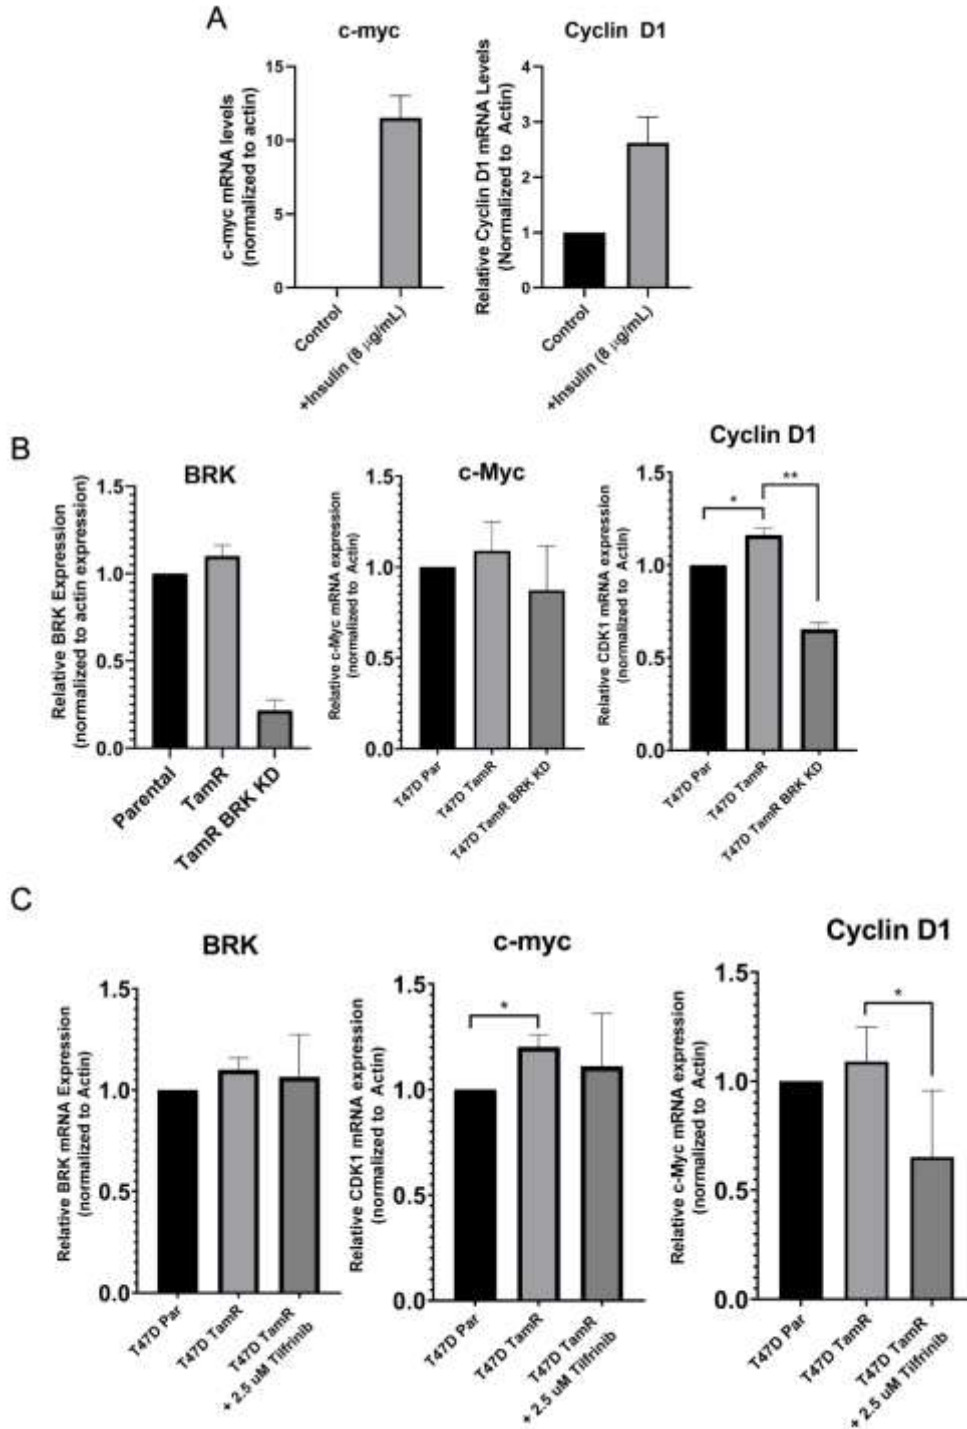 A
c-myc
c-myc mRNA levels
(normalized to actin)
15
10
5
0
Control
+Insulin (8 µg/mL)
Cyclin D1
Relative Cyclin D1 mRNA Levels
(Normalized to Actin)
4
3
2
1
0
Control
+Insulin (8 µg/mL)
B
BRK
Relative BRK Expression
(normalized to actin expression)
1.5
1.0
0.5
0.0
Parental
TamR
TamR BRK KD
c-Myc
Relative c-Myc mRNA expression
(normalized to Actin)
1.5
1.0
0.5
0.0
T47D Par
T47D TamR
T47D TamR BRK KD
Cyclin D1
Relative CDK1 mRNA expression
(normalized to Actin)
1.5
1.0
0.5
0.0
*
**
T47D Par
T47D TamR
T47D TamR BRK KD
C
BRK
Relative BRK mRNA Expression
(normalized to Actin)
1.5
1.0
0.5
0.0
T47D Par
T47D TamR
T47D TamR
+ 2.5 uM Tilfrinib
c-myc
Relative CDK1 mRNA expression
(normalized to Actin)
1.5
1.0
0.5
0.0
*
T47D Par
T47D TamR
T47D TamR
+ 2.5 uM Tilfrinib
Cyclin D1
Relative c-Myc mRNA expression
(normalized to Actin)
1.5
1.0
0.5
0.0
*
T47D Par
T47D TamR
T47D TamR
+ 2.5 uM Tilfrinib